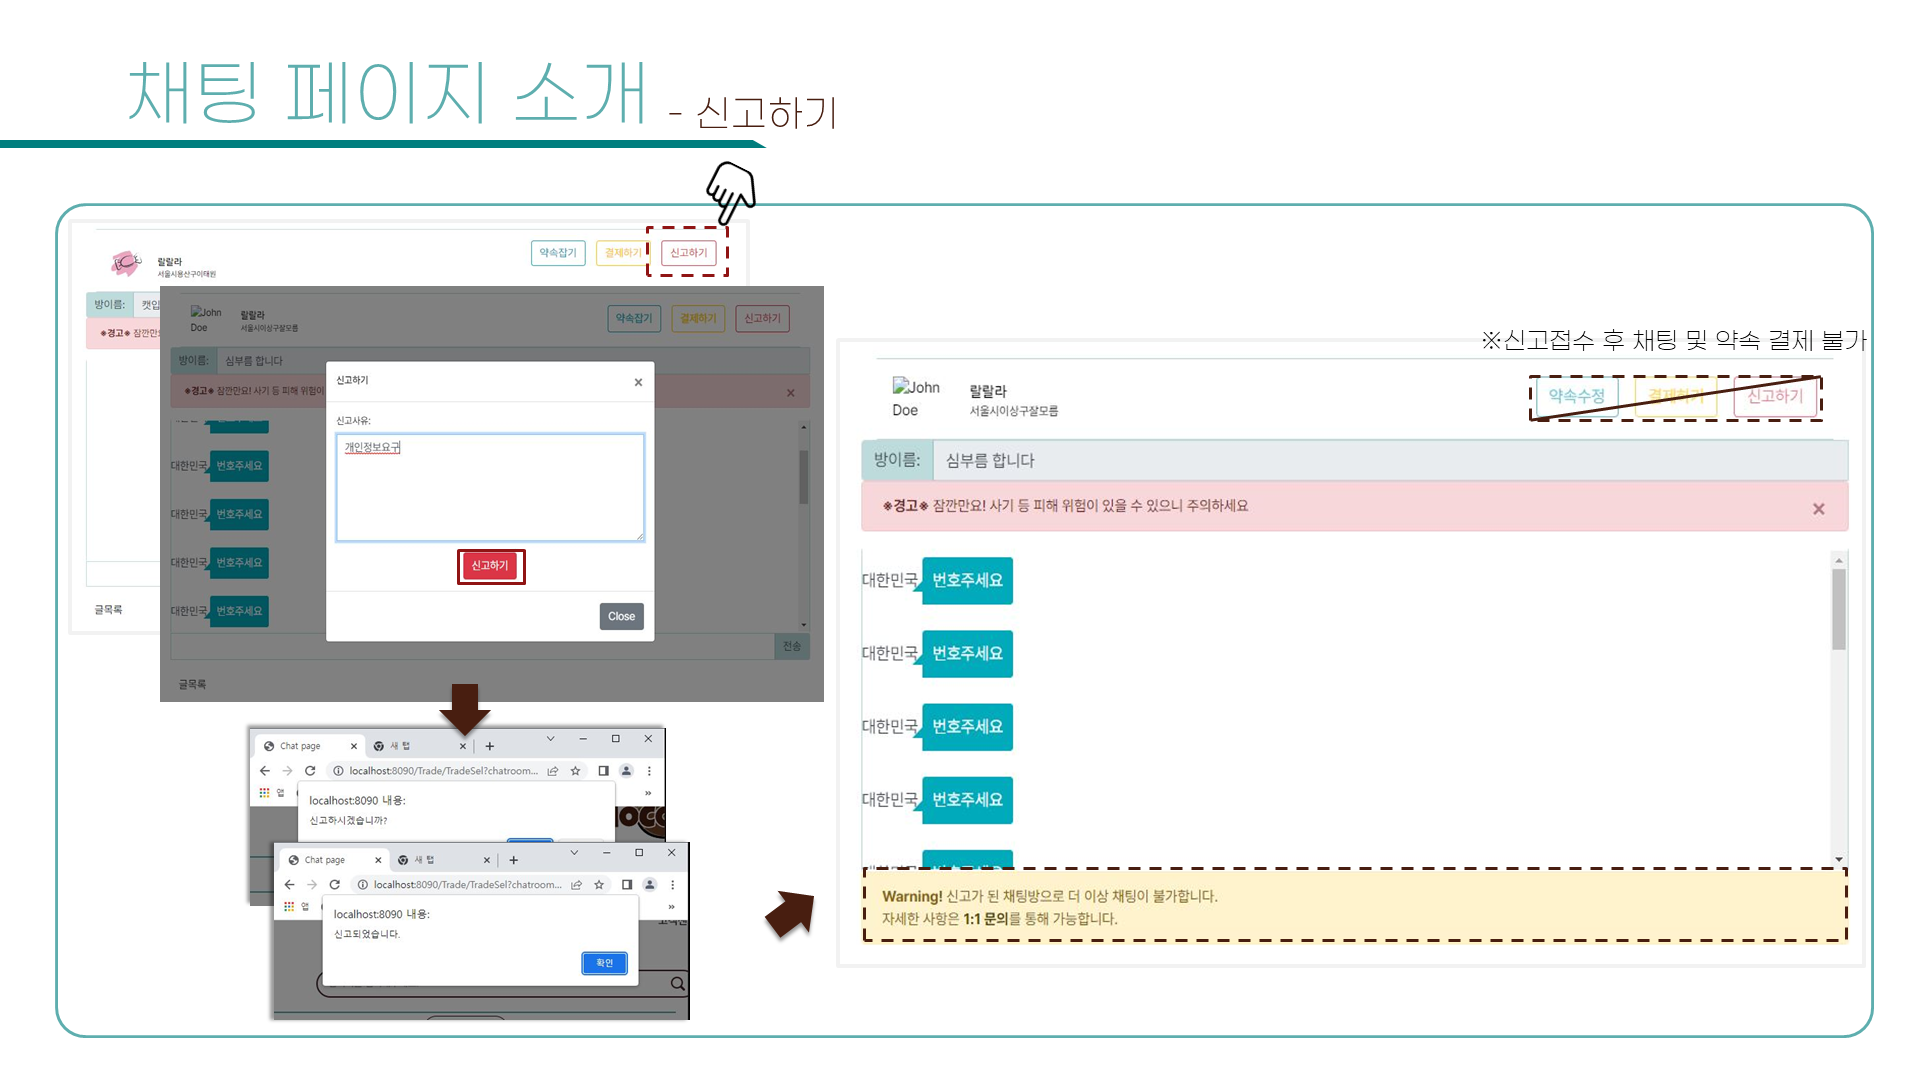 채팅 페이지 소개 - 신고하기
랄랄라
서울시용산구이태원
약속잡기 결제하기 신고하기
방이름: 캣입
※경고※ 잠깐만
글목록
John Doe
랄랄라
서울시이상구잘모름
약속잡기 결제하기 신고하기
방이름: 심부름 합니다
※경고※ 잠깐만요! 사기 등 피해 위험이
×
대한민국 번호주세요
대한민국 번호주세요
대한민국 번호주세요
대한민국 번호주세요
전송
글목록
신고하기 ×
신고사유:
개인정보요구
신고하기
Close
Chat page 새 탭
localhost:8090/Trade/TradeSel?chatroom...
앱
localhost:8090 내용:
신고하시겠습니까?
Chat page 새 탭
localhost:8090/Trade/TradeSel?chatroom...
앱
localhost:8090 내용:
신고되었습니다.
확인
※신고접수 후 채팅 및 약속 결제 불가
John Doe
랄랄라
서울시이상구잘모름
약속수정 결제하기 신고하기
방이름: 심부름 합니다
※경고※ 잠깐만요! 사기 등 피해 위험이 있을 수 있으니 주의하세요 ×
대한민국 번호주세요
대한민국 번호주세요
대한민국 번호주세요
대한민국 번호주세요
Warning! 신고가 된 채팅방으로 더 이상 채팅이 불가합니다.
자세한 사항은 1:1 문의를 통해 가능합니다.